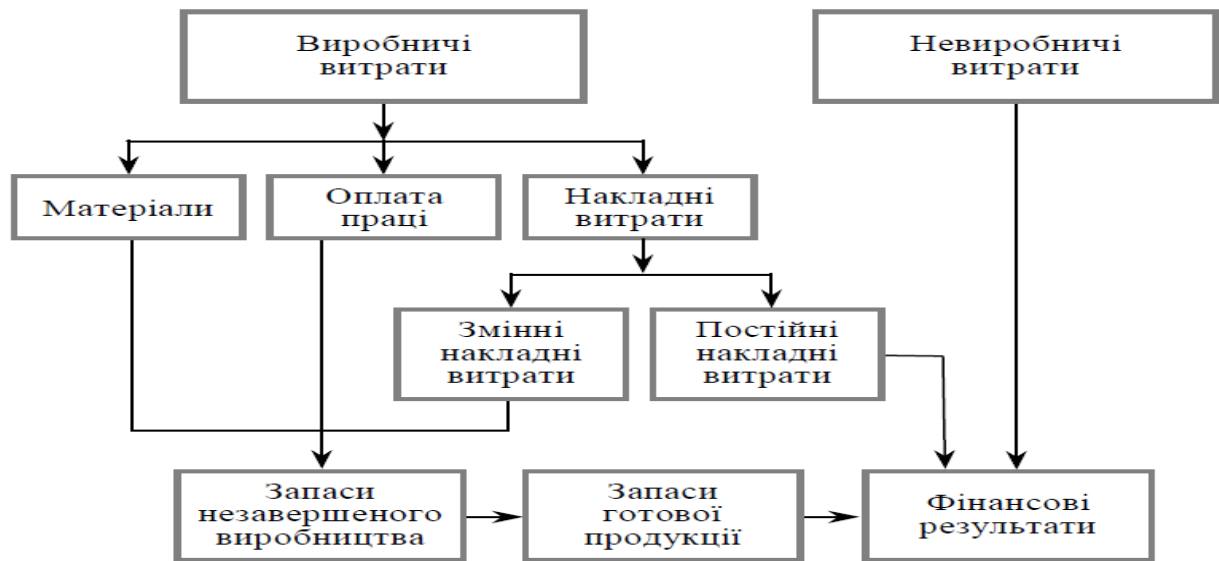 Виробничі
витрати
Невиробничі
витрати
Матеріали
Оплата
праці
Накладні
витрати
Змінні
накладні
витрати
Постійні
накладні
витрати
Запаси
незавершеного
виробництва
Запаси
готової
продукції
Фінансові
результати